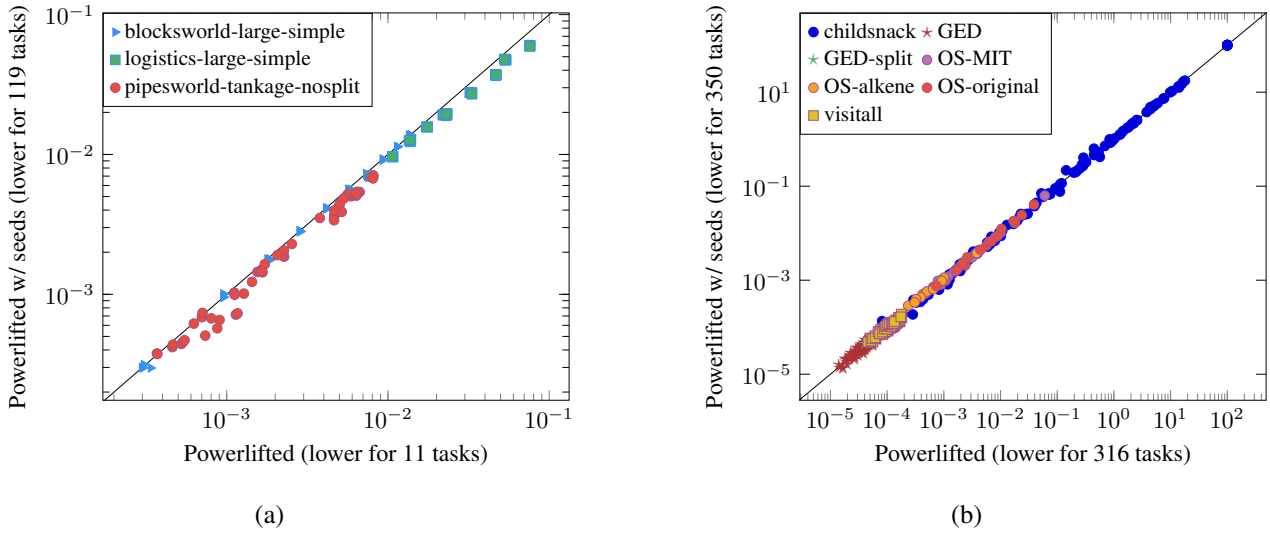 10^{-1}
10^{-2}
10^{-3}
Powerlifted w/ seeds (lower for 119 tasks)
blocksworld-large-simple
logistics-large-simple
pipesworld-tankage-nosplit
10^{-3} 10^{-2} 10^{-1}
Powerlifted (lower for 11 tasks)
(a)
10^{1}
10^{-1}
10^{-3}
10^{-5}
Powerlifted w/ seeds (lower for 350 tasks)
childsnack GED
GED-split OS-MIT
OS-alkene OS-original
visitall
10^{-5} 10^{-4} 10^{-3} 10^{-2} 10^{-1} 10^{0} 10^{1} 10^{2}
Powerlifted (lower for 316 tasks)
(b)